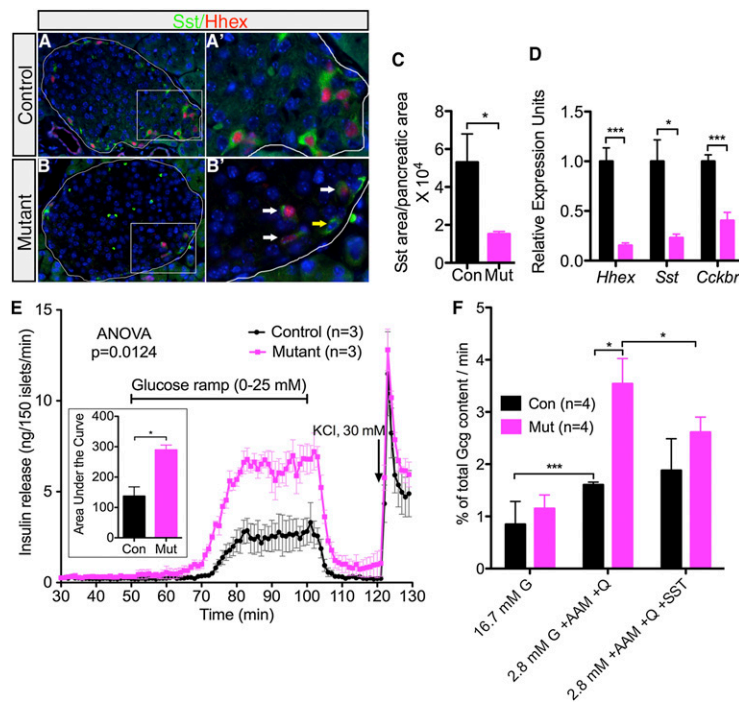 Sst/Hhex
Control
Mutant
A
A'
B
B'
C
Sst area/pancreatic area
X 10⁴
8
6
4
2
0
*
Con Mut
D
Relative Expression Units
1.5
1.0
0.5
0.0
***
*
***
Hhex Sst Cckbr
E
Insulin release (ng/150 islets/min)
15
10
5
0
ANOVA
p=0.0124
Control (n=3)
Mutant (n=3)
Glucose ramp (0-25 mM)
KCl, 30 mM
Area Under the Curve
400
300
200
100
0
*
Con Mut
30 40 50 60 70 80 90 100 110 120 130
Time (min)
F
% of total Gcg content / min
6
4
2
0
Con (n=4)
Mut (n=4)
***
*
*
16.7 mM G
2.8 mM G +AAM +Q
2.8 mM +AAM +Q +SST